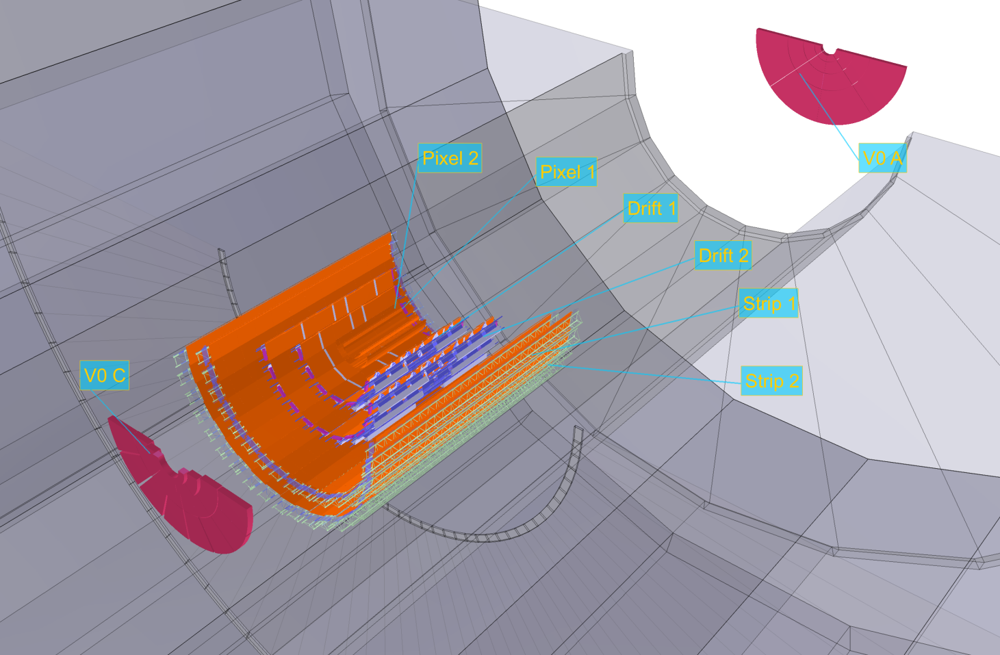 V0 A
Pixel 2
Pixel 1
Drift 1
Drift 2
Strip 1
V0 C
Strip 2